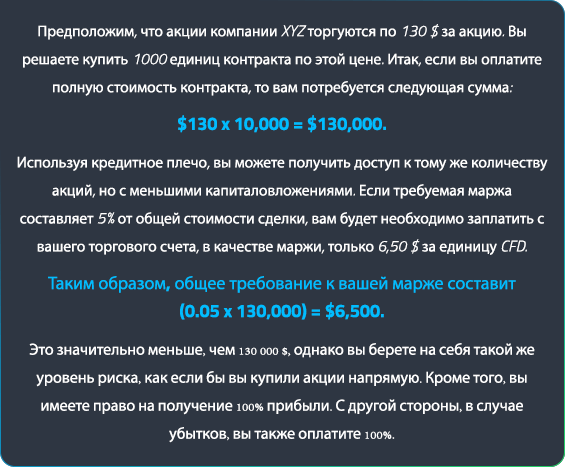 Предположим, что акции компании XYZ торгуются по 130 $ за акцию. Вы
решаете купить 1000 единиц контракта по этой цене. Итак, если вы оплатите
полную стоимость контракта, то вам потребуется следующая сумма:
$130 x 10,000 = $130,000.
Используя кредитное плечо, вы можете получить доступ к тому же количеству
акций, но с меньшими капиталовложениями. Если требуемая маржа
составляет 5% от общей стоимости сделки, вам будет необходимо заплатить с
вашего торгового счета, в качестве маржи, только 6,50 $ за единицу CFD.
Таким образом, общее требование к вашей марже составит
(0.05 x 130,000) = $6,500.
Это значительно меньше, чем 130 000 $, однако вы берете на себя такой же
уровень риска, как если бы вы купили акции напрямую. Кроме того, вы
имеете право на получение 100% прибыли. С другой стороны, в случае
убытков, вы также оплатите 100%.